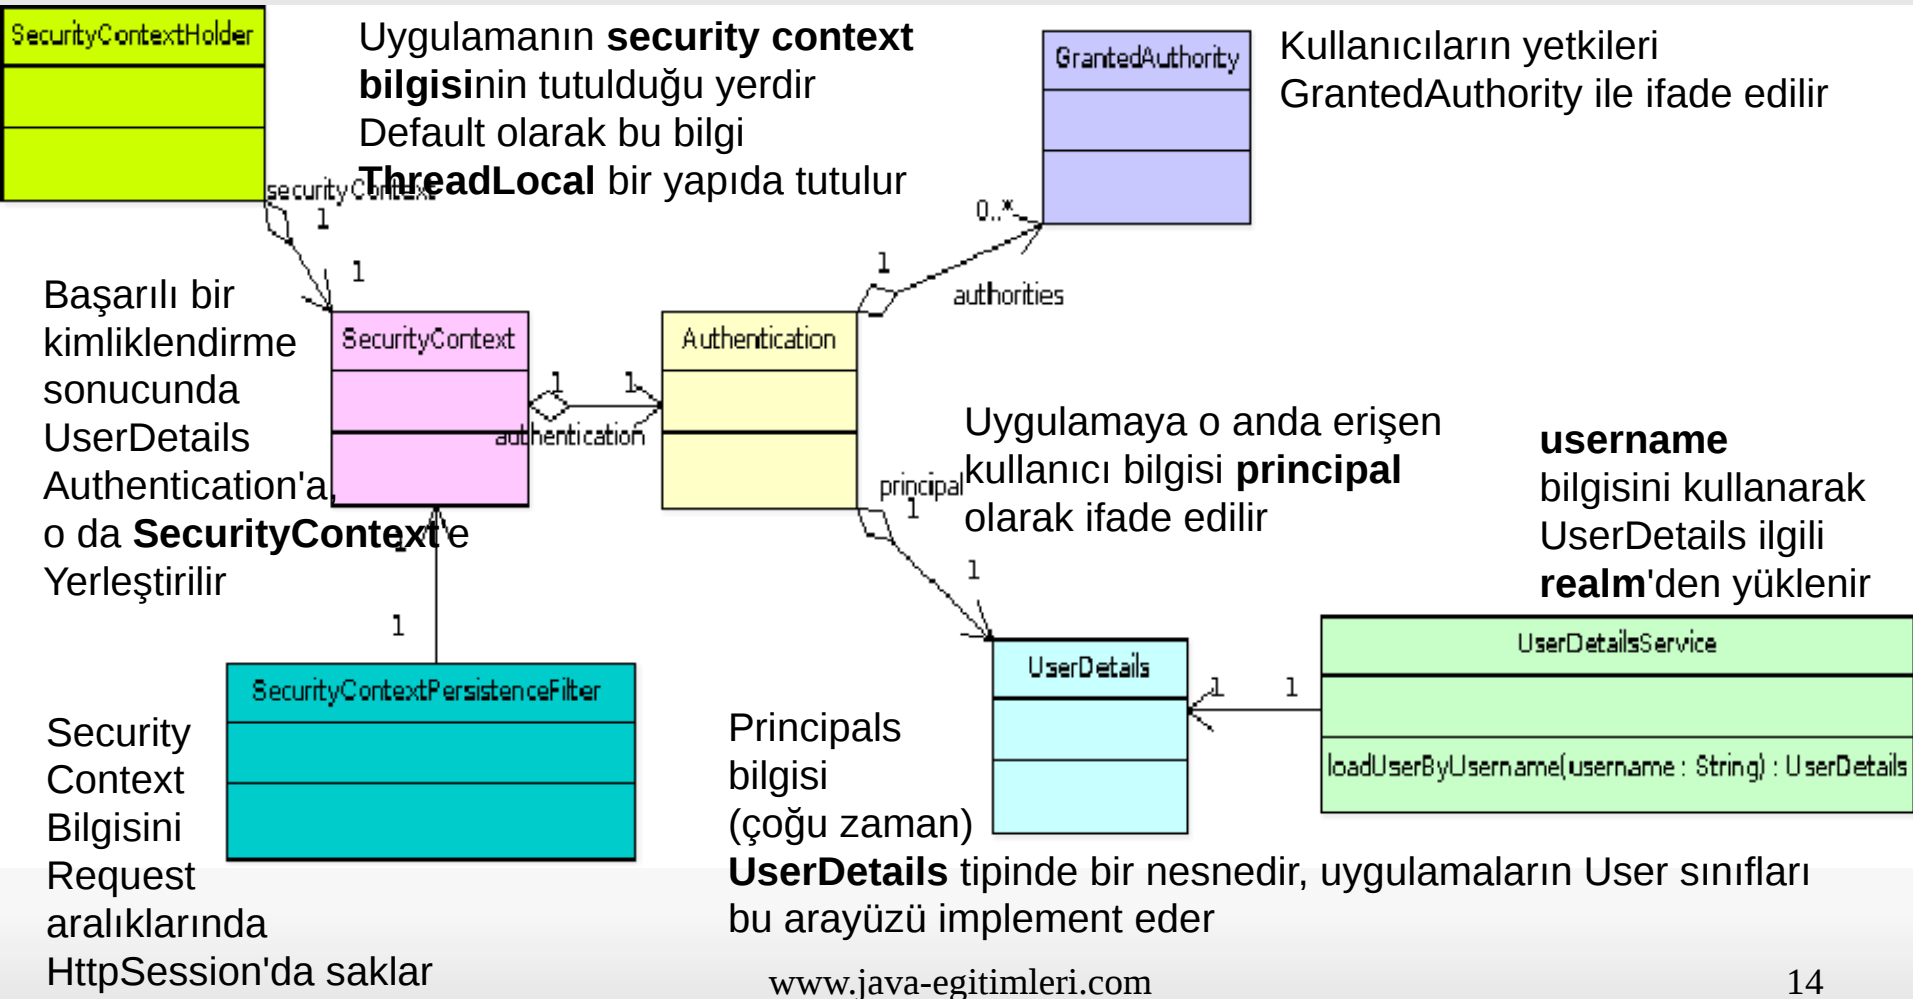 SecurityContextHolder
Uygulamanın security context
bilgisinin tutulduğu yerdir
Default olarak bu bilgi
ThreadLocal bir yapıda tutulur
GrantedAuthority
Kullanıcıların yetkileri
GrantedAuthority ile ifade edilir
securityContext
1
1
0..*
1
authorities
Başarılı bir
kimliklendirme
sonucunda
UserDetails
Authentication'a,
o da SecurityContext'e
Yerleştirilir
SecurityContext
1
1
authentication
Authentication
Uygulamaya o anda erişen
kullanıcı bilgisi principal
olarak ifade edilir
principal
1
1
username
bilgisini kullanarak
UserDetails ilgili
realm'den yüklenir
1
1
SecurityContextPersistenceFilter
Security
Context
Bilgisini
Request
aralıklarında
HttpSession'da saklar
UserDetails
1
1
UserDetailsService
loadUserByUsername(username : String) : UserDetails
Principals
bilgisi
(çoğu zaman)
UserDetails tipinde bir nesnedir, uygulamaların User sınıfları
bu arayüzü implement eder
www.java-egitimleri.com
14